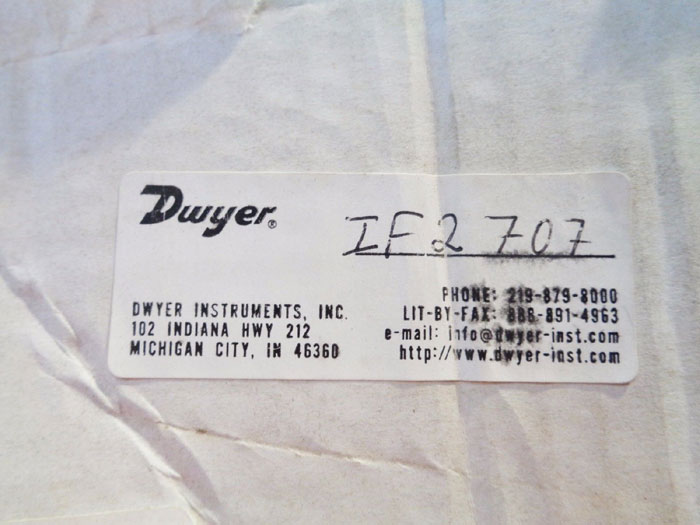 Dwyer®
IF2 707
DWYER INSTRUMENTS, INC.
102 INDIANA HWY 212
MICHIGAN CITY, IN 46360
PHONE: 219-879-8000
LIT-BY-FAX: 888-891-4963
e-mail: info@dwyer-inst.com
http://www.dwyer-inst.com